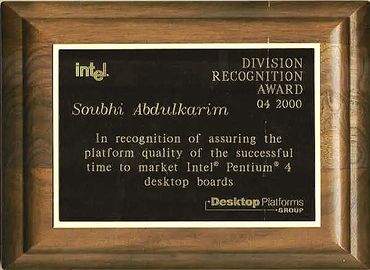 intel.
DIVISION
RECOGNITION
AWARD
Q4 2000
Soubhi Abdulkarim
In recognition of assuring the
platform quality of the successful
time to market Intel® Pentium® 4
desktop boards
Desktop Platforms
GROUP